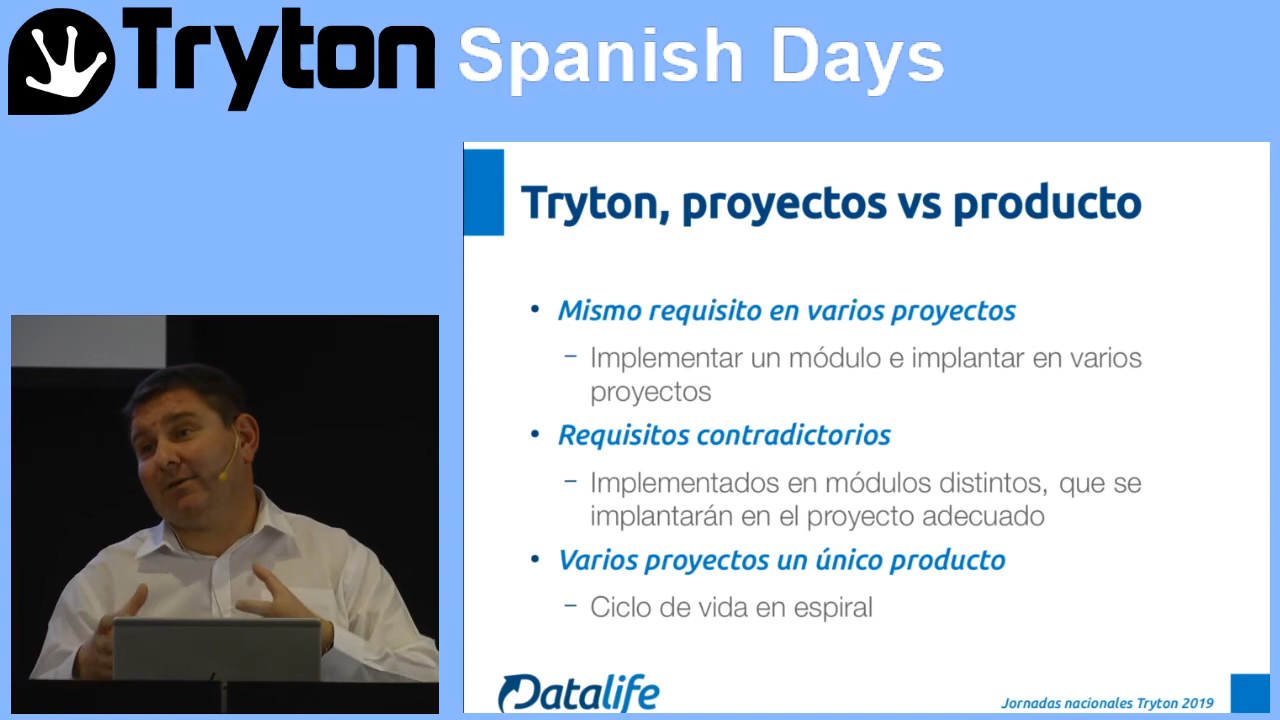 Tryton Spanish Days
Tryton, proyectos vs producto
• Mismo requisito en varios proyectos
– Implementar un módulo e implantar en varios
proyectos
• Requisitos contradictorios
– Implementados en módulos distintos, que se
implantarán en el proyecto adecuado
• Varios proyectos un único producto
– Ciclo de vida en espiral
Datalife
Jornadas nacionales Tryton 2019